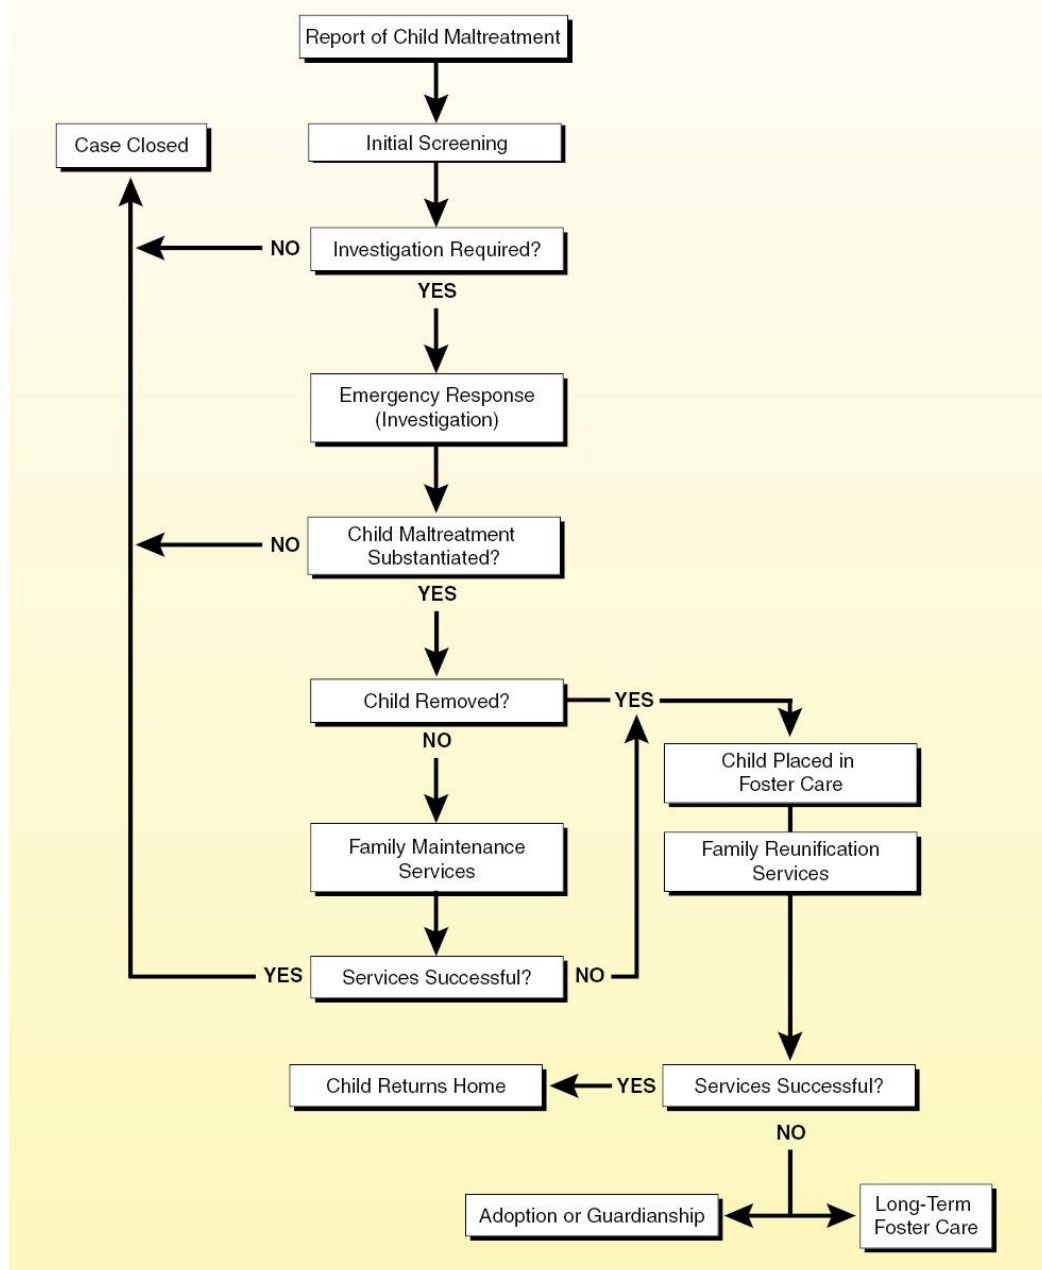 Report of Child Maltreatment
Case Closed
Initial Screening
NO
Investigation Required?
YES
Emergency Response
(Investigation)
NO
Child Maltreatment
Substantiated?
YES
Child Removed?
YES
NO
Child Placed in
Foster Care
Family Maintenance
Services
Family Reunification
Services
YES
Services Successful?
NO
Child Returns Home
YES
Services Successful?
NO
Adoption or Guardianship
Long-Term
Foster Care